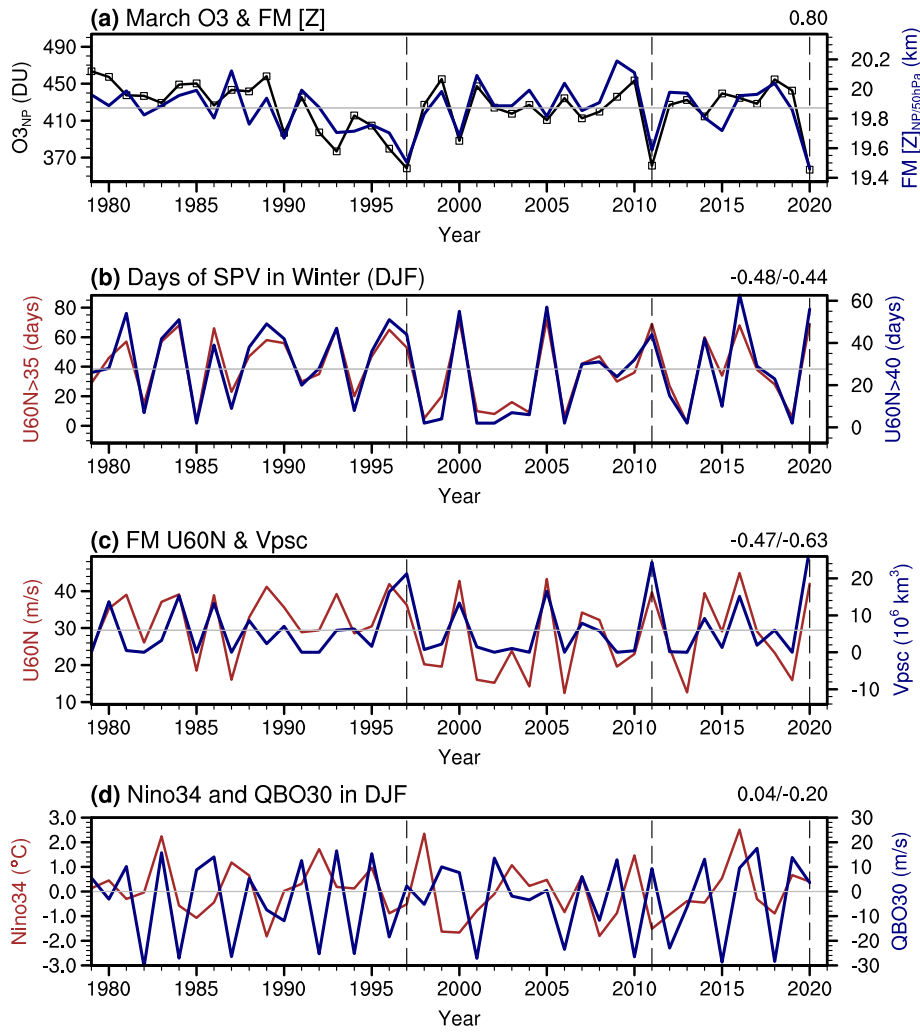 (a) March O3 & FM [Z]
0.80
490
450
410
370
O3NP (DU)
20.2
20.0
19.8
19.6
19.4
FM [Z]NP/50hPa (km)
1980 1985 1990 1995 2000 2005 2010 2015 2020
Year
(b) Days of SPV in Winter (DJF)
-0.48/-0.44
80
60
40
20
0
U60N>35 (days)
60
40
20
0
U60N>40 (days)
1980 1985 1990 1995 2000 2005 2010 2015 2020
Year
(c) FM U60N & Vpsc
-0.47/-0.63
40
30
20
10
U60N (m/s)
20
10
0
-10
Vpsc (10⁶ km³)
1980 1985 1990 1995 2000 2005 2010 2015 2020
Year
(d) Nino34 and QBO30 in DJF
0.04/-0.20
3.0
2.0
1.0
0.0
-1.0
-2.0
-3.0
Nino34 (°C)
30
20
10
0
-10
-20
-30
QBO30 (m/s)
1980 1985 1990 1995 2000 2005 2010 2015 2020
Year